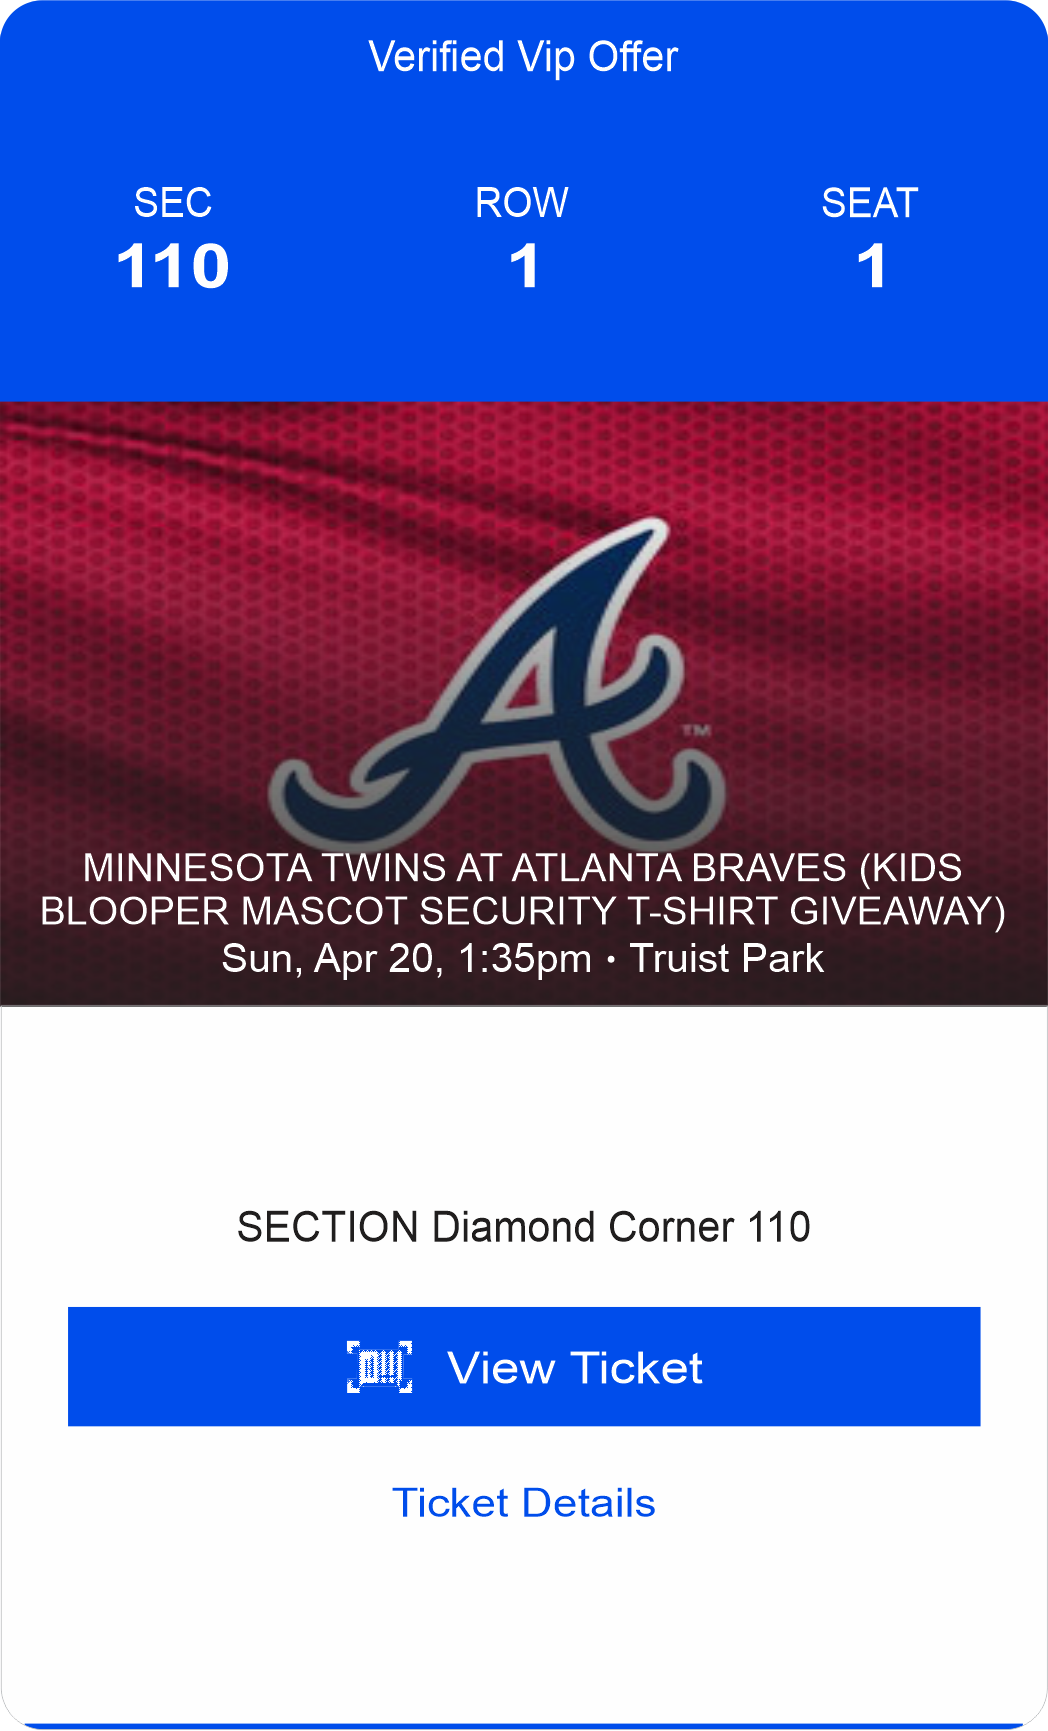 Verified Vip Offer
SEC ROW SEAT
110 1 1
A
TM
MINNESOTA TWINS AT ATLANTA BRAVES (KIDS
BLOOPER MASCOT SECURITY T-SHIRT GIVEAWAY)
Sun, Apr 20, 1:35pm • Truist Park
SECTION Diamond Corner 110
View Ticket
Ticket Details